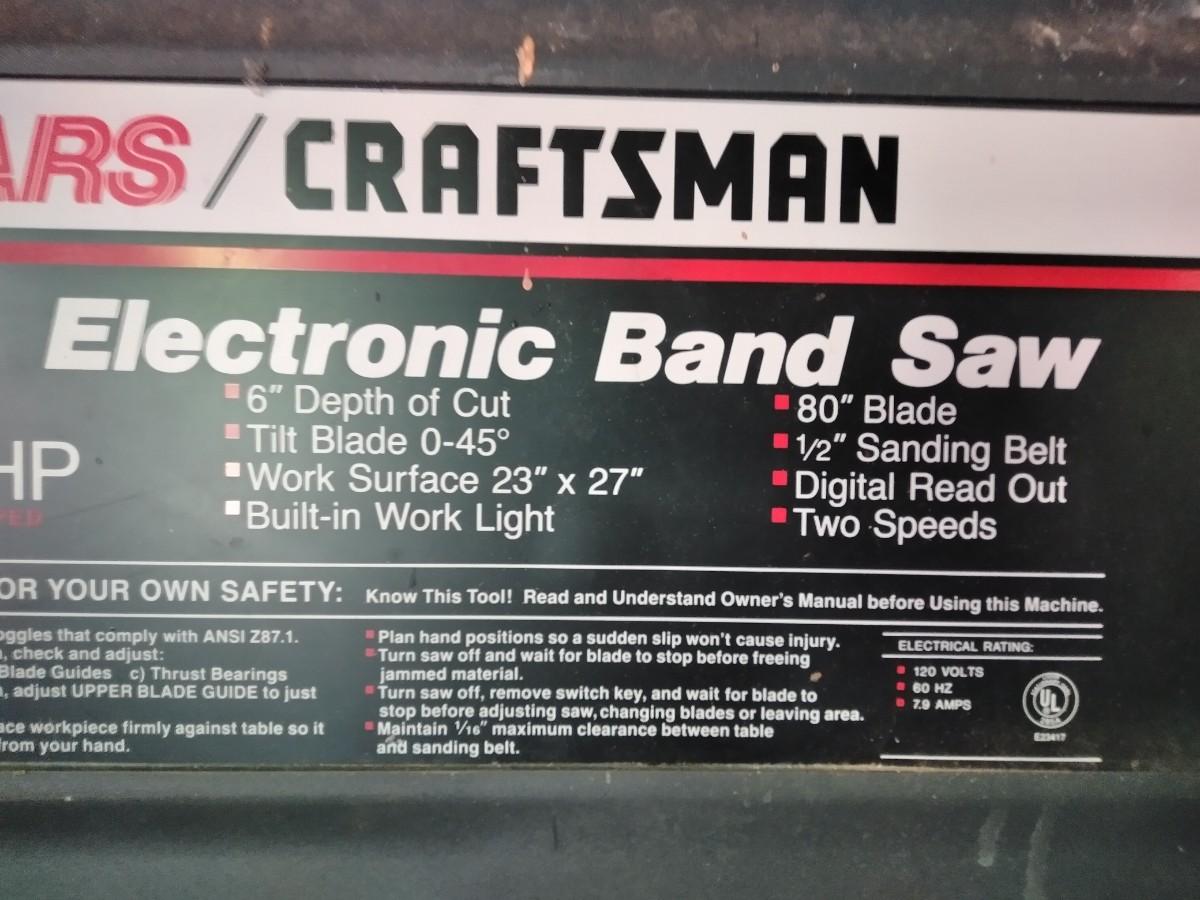 ARS / CRAFTSMAN
Electronic Band Saw
6" Depth of Cut
Tilt Blade 0-45°
Work Surface 23" x 27"
Built-in Work Light
80" Blade
1/2" Sanding Belt
Digital Read Out
Two Speeds
HP
PED
OR YOUR OWN SAFETY: Know This Tool! Read and Understand Owner's Manual before Using this Machine.
oggles that comply with ANSI Z87.1.
, check and adjust:
Blade Guides c) Thrust Bearings
, adjust UPPER BLADE GUIDE to just
ace workpiece firmly against table so it
rom your hand.
Plan hand positions so a sudden slip won't cause injury.
Turn saw off and wait for blade to stop before freeing
jammed material.
Turn saw off, remove switch key, and wait for blade to
stop before adjusting saw, changing blades or leaving area.
Maintain 1/16" maximum clearance between table
and sanding belt.
ELECTRICAL RATING:
120 VOLTS
60 HZ
7.9 AMPS
UL
E23417